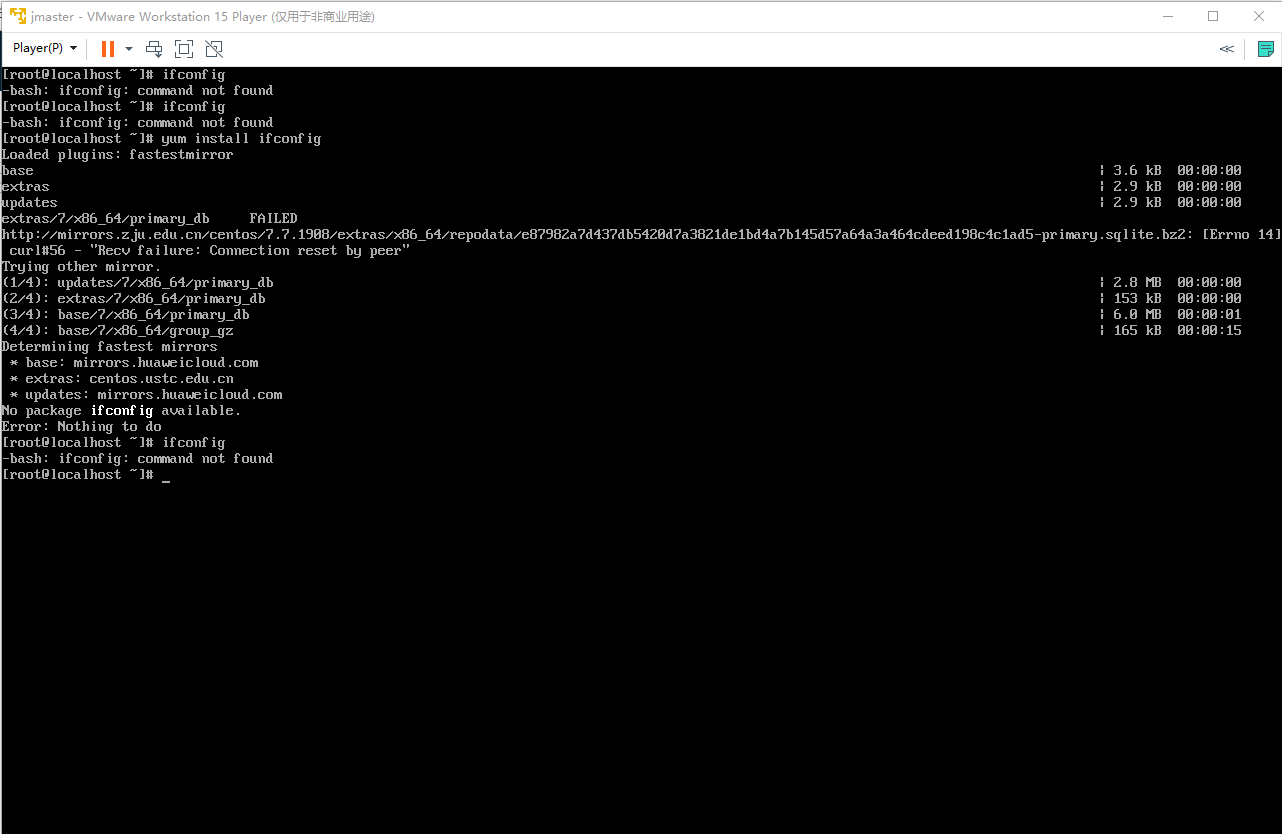 jmaster - VMware Workstation 15 Player (仅用于非商业用途)
Player(P)
[root@localhost ~]# ifconfig
-bash: ifconfig: command not found
[root@localhost ~]# ifconfig
-bash: ifconfig: command not found
[root@localhost ~]# yum install ifconfig
Loaded plugins: fastestmirror
base | 3.6 kB 00:00:00
extras | 2.9 kB 00:00:00
updates | 2.9 kB 00:00:00
extras/7/x86_64/primary_db FAILED
http://mirrors.zju.edu.cn/centos/7.7.1908/extras/x86_64/repodata/e87982a7d437db5420d7a3821de1bd4a7b145d57a64a3a464cdeed198c4c1ad5-primary.sqlite.bz2: [Errno 14]
curl#56 - "Recv failure: Connection reset by peer"
Trying other mirror.
(1/4): updates/7/x86_64/primary_db | 2.8 MB 00:00:00
(2/4): extras/7/x86_64/primary_db | 153 kB 00:00:00
(3/4): base/7/x86_64/primary_db | 6.0 MB 00:00:01
(4/4): base/7/x86_64/group_gz | 165 kB 00:00:15
Determining fastest mirrors
* base: mirrors.huaweicloud.com
* extras: centos.ustc.edu.cn
* updates: mirrors.huaweicloud.com
No package ifconfig available.
Error: Nothing to do
[root@localhost ~]# ifconfig
-bash: ifconfig: command not found
[root@localhost ~]# _